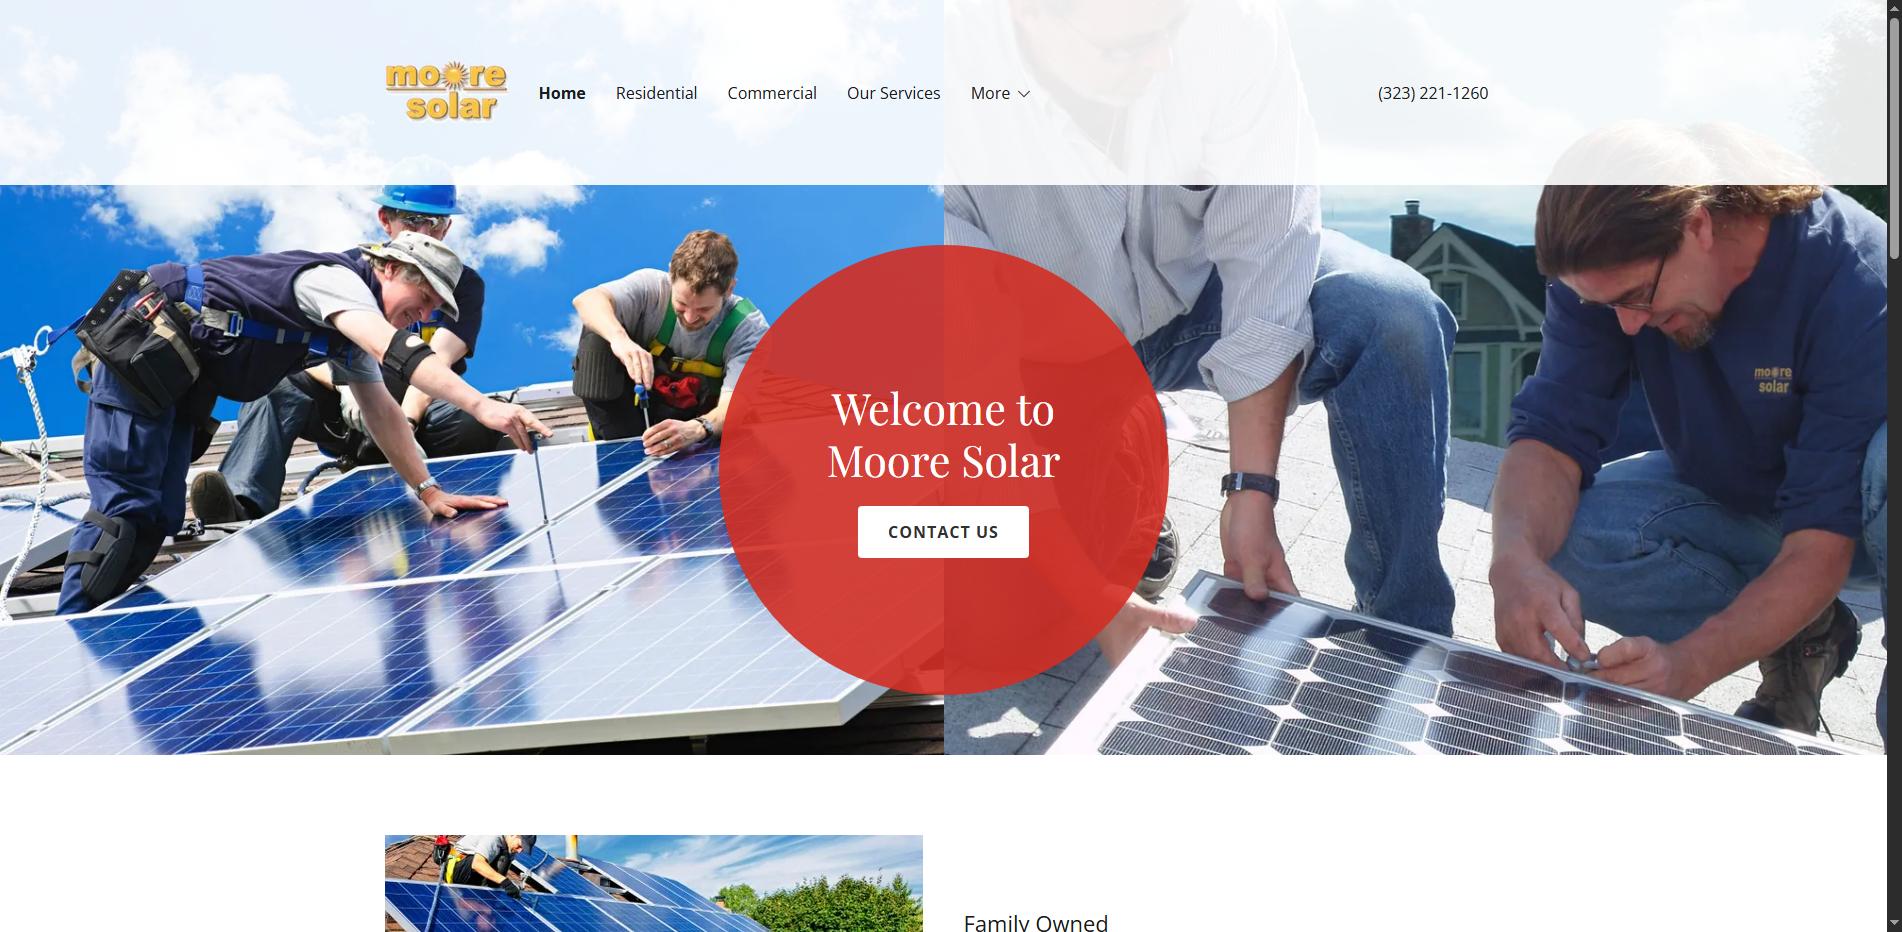 moore
solar
Home
Residential
Commercial
Our Services
More
(323) 221-1260
moore
solar
Welcome to
Moore Solar
CONTACT US
Family Owned